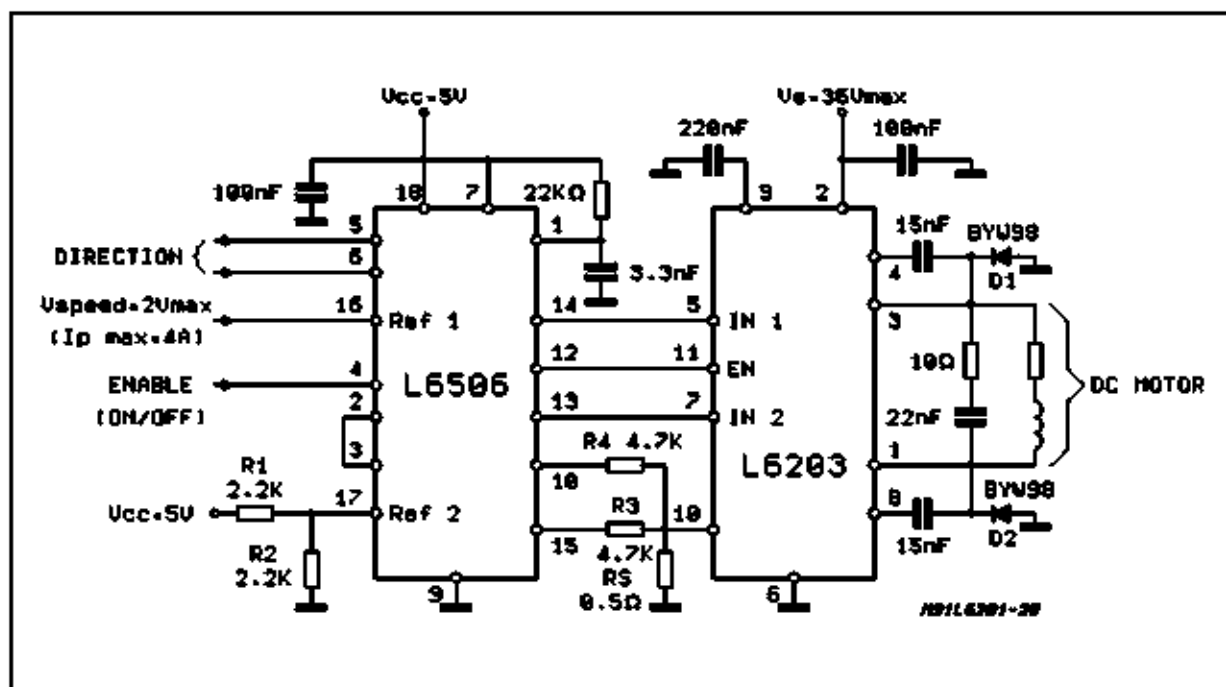 Vcc=5V
Vs=36Vmax
220nF
100nF
100nF
18
7
22KΩ
9
2
15nF
BYW98
DIRECTION
5
6
1
3.3nF
4
D1
Vspeed=2Vmax
(Ip max=4A)
16
Ref 1
14
5
IN 1
3
12
11
EN
10Ω
ENABLE
(ON/OFF)
4
L6506
DC MOTOR
2
13
7
IN 2
22nF
3
R4 4.7K
L6203
1
R1
2.2K
10
BYW98
Vcc=5V
17
Ref 2
R3
10
8
15
4.7K
15nF
D2
R2
2.2K
9
RS
0.5Ω
6